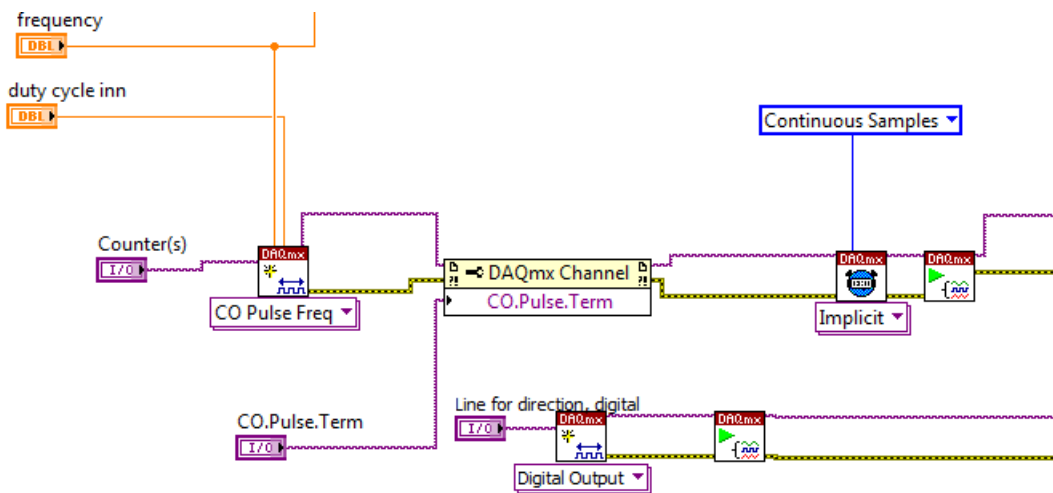 frequency
DBL
duty cycle inn
DBL
Continuous Samples
Counter(s)
I/O
DAQmx
CO Pulse Freq
DAQmx Channel
CO.Pulse.Term
DAQmx
Implicit
DAQmx
CO.Pulse.Term
I/O
Line for direction, digital
I/O
DAQmx
Digital Output
DAQmx